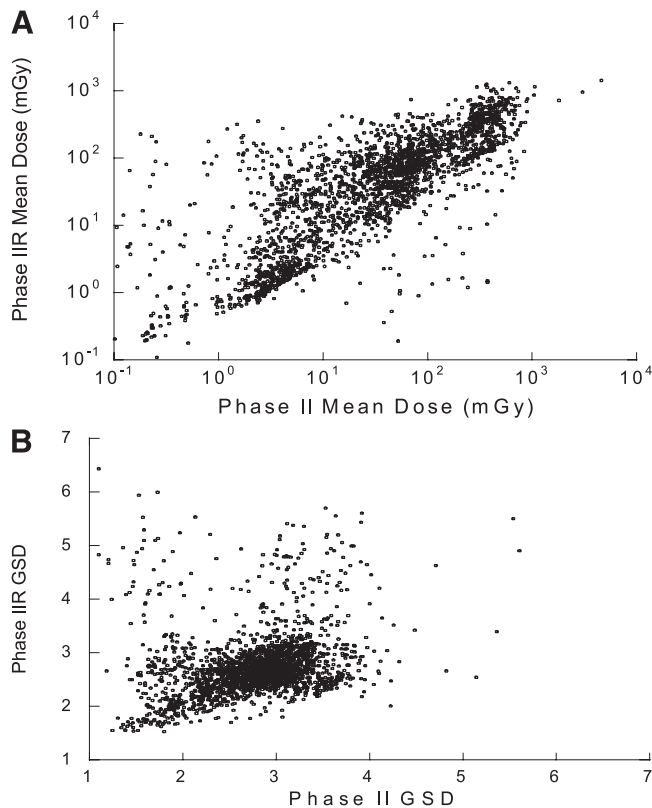 A
10^4
10^3
10^2
10^1
10^0
10^-1
Phase IIR Mean Dose (mGy)
10^-1 10^0 10^1 10^2 10^3 10^4
Phase II Mean Dose (mGy)
B
7
6
5
4
3
2
1
Phase IIR GSD
1 2 3 4 5 6 7
Phase II GSD